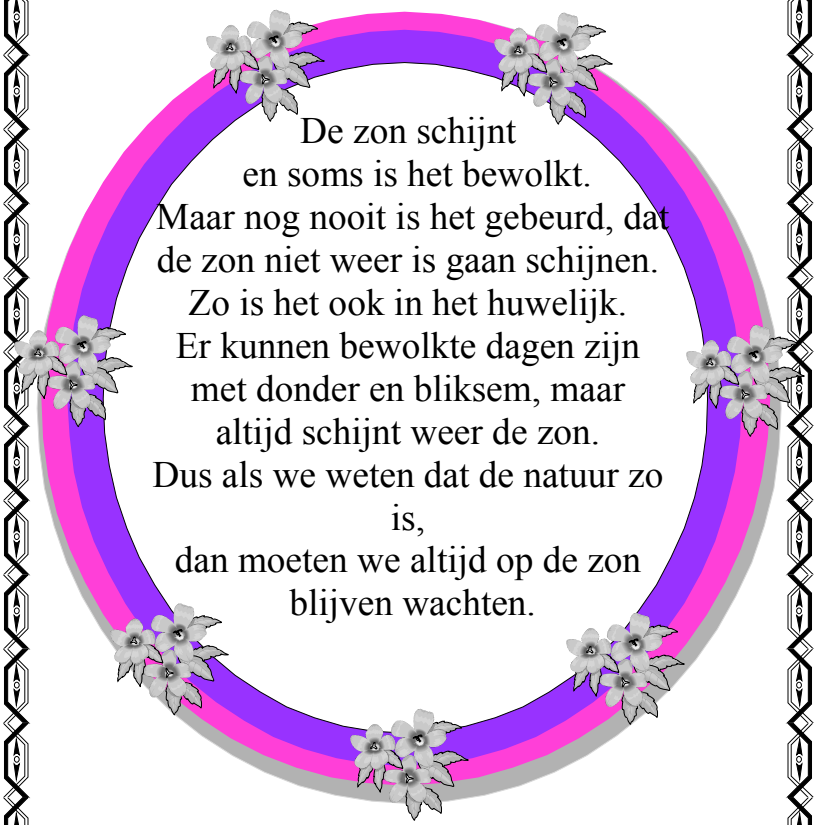 De zon schijnt
en soms is het bewolkt.
Maar nog nooit is het gebeurd, dat
de zon niet weer is gaan schijnen.
Zo is het ook in het huwelijk.
Er kunnen bewolkte dagen zijn
met donder en bliksem, maar
altijd schijnt weer de zon.
Dus als we weten dat de natuur zo
is,
dan moeten we altijd op de zon
blijven wachten.